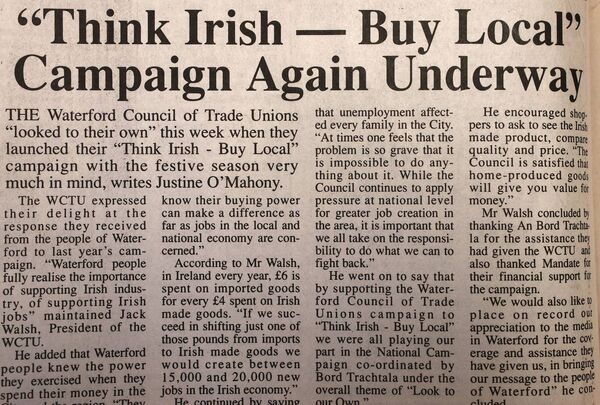 “Think Irish — Buy Local”
Campaign Again Underway
THE Waterford Council of Trade Unions
“looked to their own” this week when they
launched their “Think Irish - Buy Local”
campaign with the festive season very
much in mind, writes Justine O’Mahony.
The WCTU expressed
their delight at the
response they received
from the people of Water-
ford to last year’s cam-
paign. “Waterford people
fully realise the importance
of supporting Irish indus-
try, of supporting Irish
jobs” maintained Jack
Walsh, President of the
WCTU.
He added that Waterford
people knew the power
they exercised when they
spend their money in the
the region. “They
know their buying power
can make a difference as
far as jobs in the local and
national economy are con-
cerned.”
According to Mr Walsh,
in Ireland every year, £6 is
spent on imported goods
for every £4 spent on Irish
made goods. “If we suc-
ceed in shifting just one of
those pounds from imports
to Irish made goods we
would create between
15,000 and 20,000 new
jobs in the Irish economy.”
He continued by saying
that unemployment affect-
ed every family in the City.
“At times one feels that the
problem is so grave that it
is impossible to do any-
thing about it. While the
Council continues to apply
pressure at national level
for greater job creation in
the area, it is important that
we all take on the responsi-
bility to do what we can to
fight back.”
He went on to say that
by supporting the Water-
ford Council of Trade
Unions campaign to
“Think Irish - Buy Local”
we were all playing our
part in the National Cam-
paign co-ordinated by
Bord Trachtala under the
overall theme of “Look to
our Own.”
He encouraged shop-
pers to ask to see the Irish
made product, compare
quality and price. “The
Council is satisfied that
home-produced goods
will give you value for
money.”
Mr Walsh concluded by
thanking An Bord Trachta-
la for the assistance they
had given the WCTU and
also thanked Mandate for
their financial support for
the campaign.
“We would also like to
place on record our
appreciation to the media
in Waterford for the cov-
erage and assistance they
have given us, in bringing
our message to the people
of Waterford” he con-
cluded.